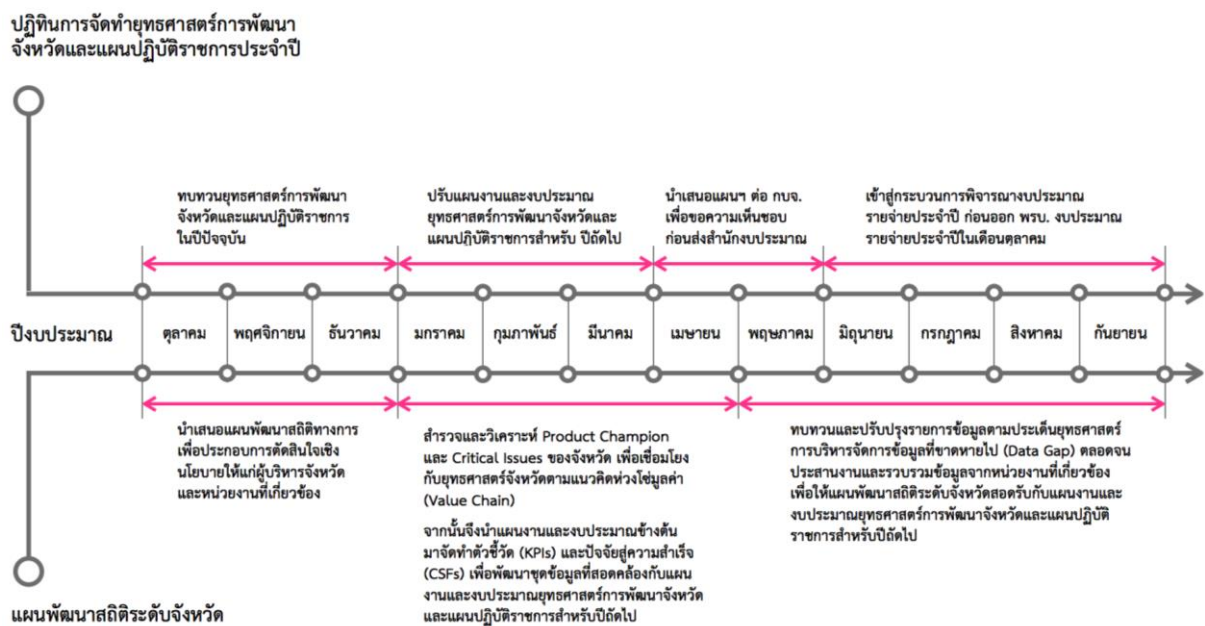 ปฏิทินการจัดทำยุทธศาสตร์การพัฒนา
จังหวัดและแผนปฏิบัติราชการประจำปี
ทบทวนยุทธศาสตร์การพัฒนา
จังหวัดและแผนปฏิบัติราชการ
ในปีปัจจุบัน
ปรับแผนงานและงบประมาณ
ยุทธศาสตร์การพัฒนาจังหวัดและ
แผนปฏิบัติราชการสำหรับ ปีถัดไป
นำเสนอแผนฯ ต่อ กบจ.
เพื่อขอความเห็นชอบ
ก่อนส่งสำนักงบประมาณ
เข้าสู่กระบวนการพิจารณางบประมาณ
รายจ่ายประจำปี ก่อนออก พรบ. งบประมาณ
รายจ่ายประจำปีในเดือนตุลาคม
ปีงบประมาณ ตุลาคม พฤศจิกายน ธันวาคม มกราคม กุมภาพันธ์ มีนาคม เมษายน พฤษภาคม มิถุนายน กรกฎาคม สิงหาคม กันยายน
นำเสนอแผนพัฒนาสถิติทางการ
เพื่อประกอบการตัดสินใจเชิง
นโยบายให้แก่ผู้บริหารจังหวัด
และหน่วยงานที่เกี่ยวข้อง
สำรวจและวิเคราะห์ Product Champion
และ Critical Issues ของจังหวัด เพื่อเชื่อมโยง
กับยุทธศาสตร์จังหวัดตามแนวคิดห่วงโซ่มูลค่า
(Value Chain)
จากนั้นจึงนำแผนงานและงบประมาณข้างต้น
มาจัดทำตัวชี้วัด (KPIs) และปัจจัยสู่ความสำเร็จ
(CSFs) เพื่อพัฒนาชุดข้อมูลที่สอดคล้องกับแผน
งานและงบประมาณยุทธศาสตร์การพัฒนาจังหวัด
และแผนปฏิบัติราชการสำหรับปีถัดไป
ทบทวนและปรับปรุงรายการข้อมูลตามประเด็นยุทธศาสตร์
การบริหารจัดการข้อมูลที่ขาดหายไป (Data Gap) ตลอดจน
ประสานงานและรวบรวมข้อมูลจากหน่วยงานที่เกี่ยวข้อง
เพื่อให้แผนพัฒนาสถิติระดับจังหวัดสอดรับกับแผนงานและ
งบประมาณยุทธศาสตร์การพัฒนาจังหวัดและแผนปฏิบัติ
ราชการสำหรับปีถัดไป
แผนพัฒนาสถิติระดับจังหวัด